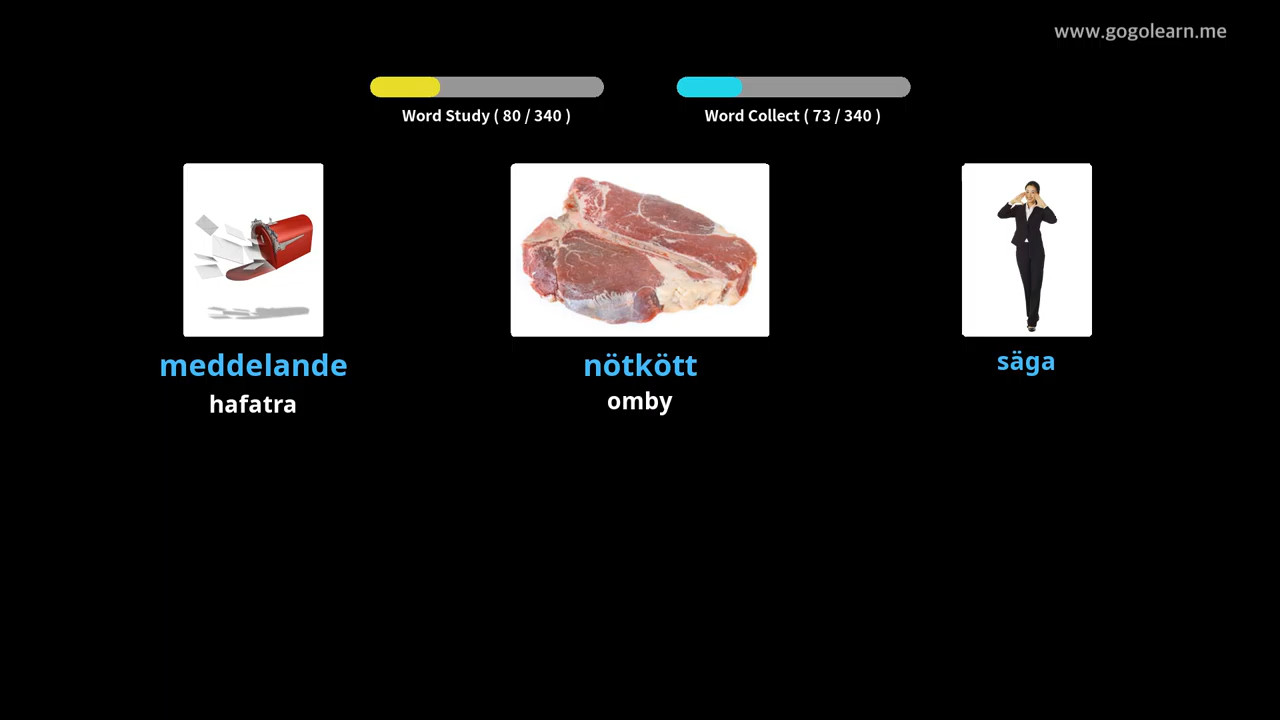 www.gogolearn.me
Word Study ( 80 / 340 )
Word Collect ( 73 / 340 )
meddelande
hafatra
nötkött
omby
säga